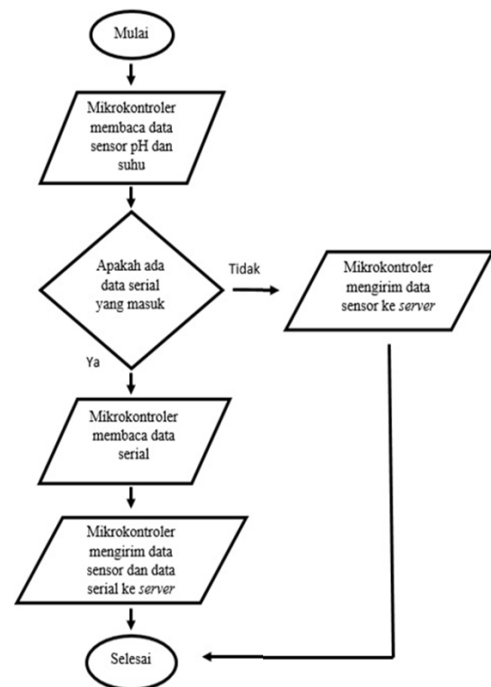 Mulai
Mikrokontroler
membaca data
sensor pH dan
suhu
Apakah ada
data serial
yang masuk
Tidak
Mikrokontroler
mengirim data
sensor ke server
Ya
Mikrokontroler
membaca data
serial
Mikrokontroler
mengirim data
sensor dan data
serial ke server
Selesai